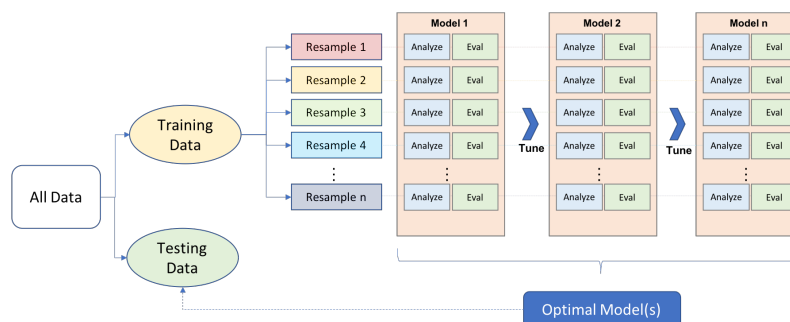 Model 1
Model 2
Model n
Resample 1
Analyze
Eval
Analyze
Eval
Analyze
Eval
Resample 2
Analyze
Eval
Analyze
Eval
Analyze
Eval
Training
Data
Resample 3
Analyze
Eval
Analyze
Eval
Analyze
Eval
Tune
Tune
Resample 4
Analyze
Eval
Analyze
Eval
Analyze
Eval
All Data
Resample n
Analyze
Eval
Analyze
Eval
Analyze
Eval
Testing
Data
Optimal Model(s)